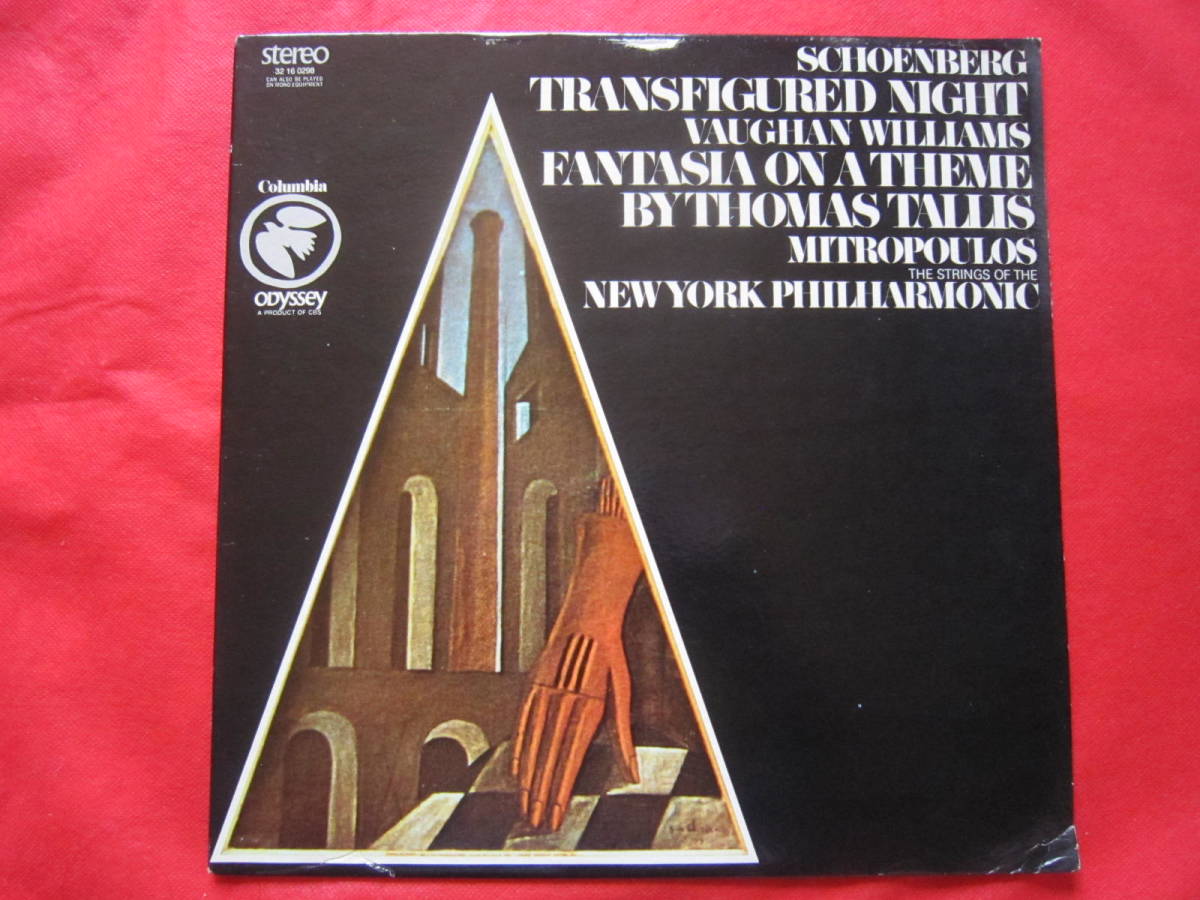 stereo
32 16 0298
CAN ALSO BE PLAYED
ON MONO EQUIPMENT
Columbia
ODYSSEY
A PRODUCT OF CBS
SCHOENBERG
TRANSFIGURED NIGHT
VAUGHAN WILLIAMS
FANTASIA ON A THEME
BY THOMAS TALLIS
MITROPOULOS
THE STRINGS OF THE
NEW YORK PHILHARMONIC